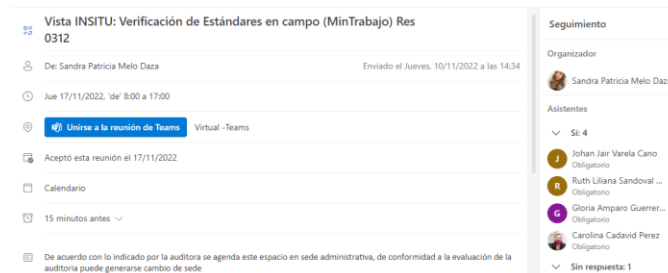 Vista INSITU: Verificación de Estándares en campo (MinTrabajo) Res
0312
De: Sandra Patricia Melo Daza
Enviado el Jueves, 10/11/2022 a las 14:34
Jue 17/11/2022, 'de' 8:00 a 17:00
Unirse a la reunión de Teams
Virtual -Teams
Aceptó esta reunión el 17/11/2022
Calendario
15 minutos antes
De acuerdo con lo indicado por la auditora se agenda este espacio en sede administrativa, de conformidad a la evaluación de la
auditoria puede generarse cambio de sede
Seguimiento
Organizador
Sandra Patricia Melo Daz
Asistentes
Sí: 4
J
Johan Jair Varela Cano
Obligatorio
R
Ruth Liliana Sandoval ...
Obligatorio
G
Gloria Amparo Guerrer...
Obligatorio
Carolina Cadavid Perez
Obligatorio
Sin respuesta: 1